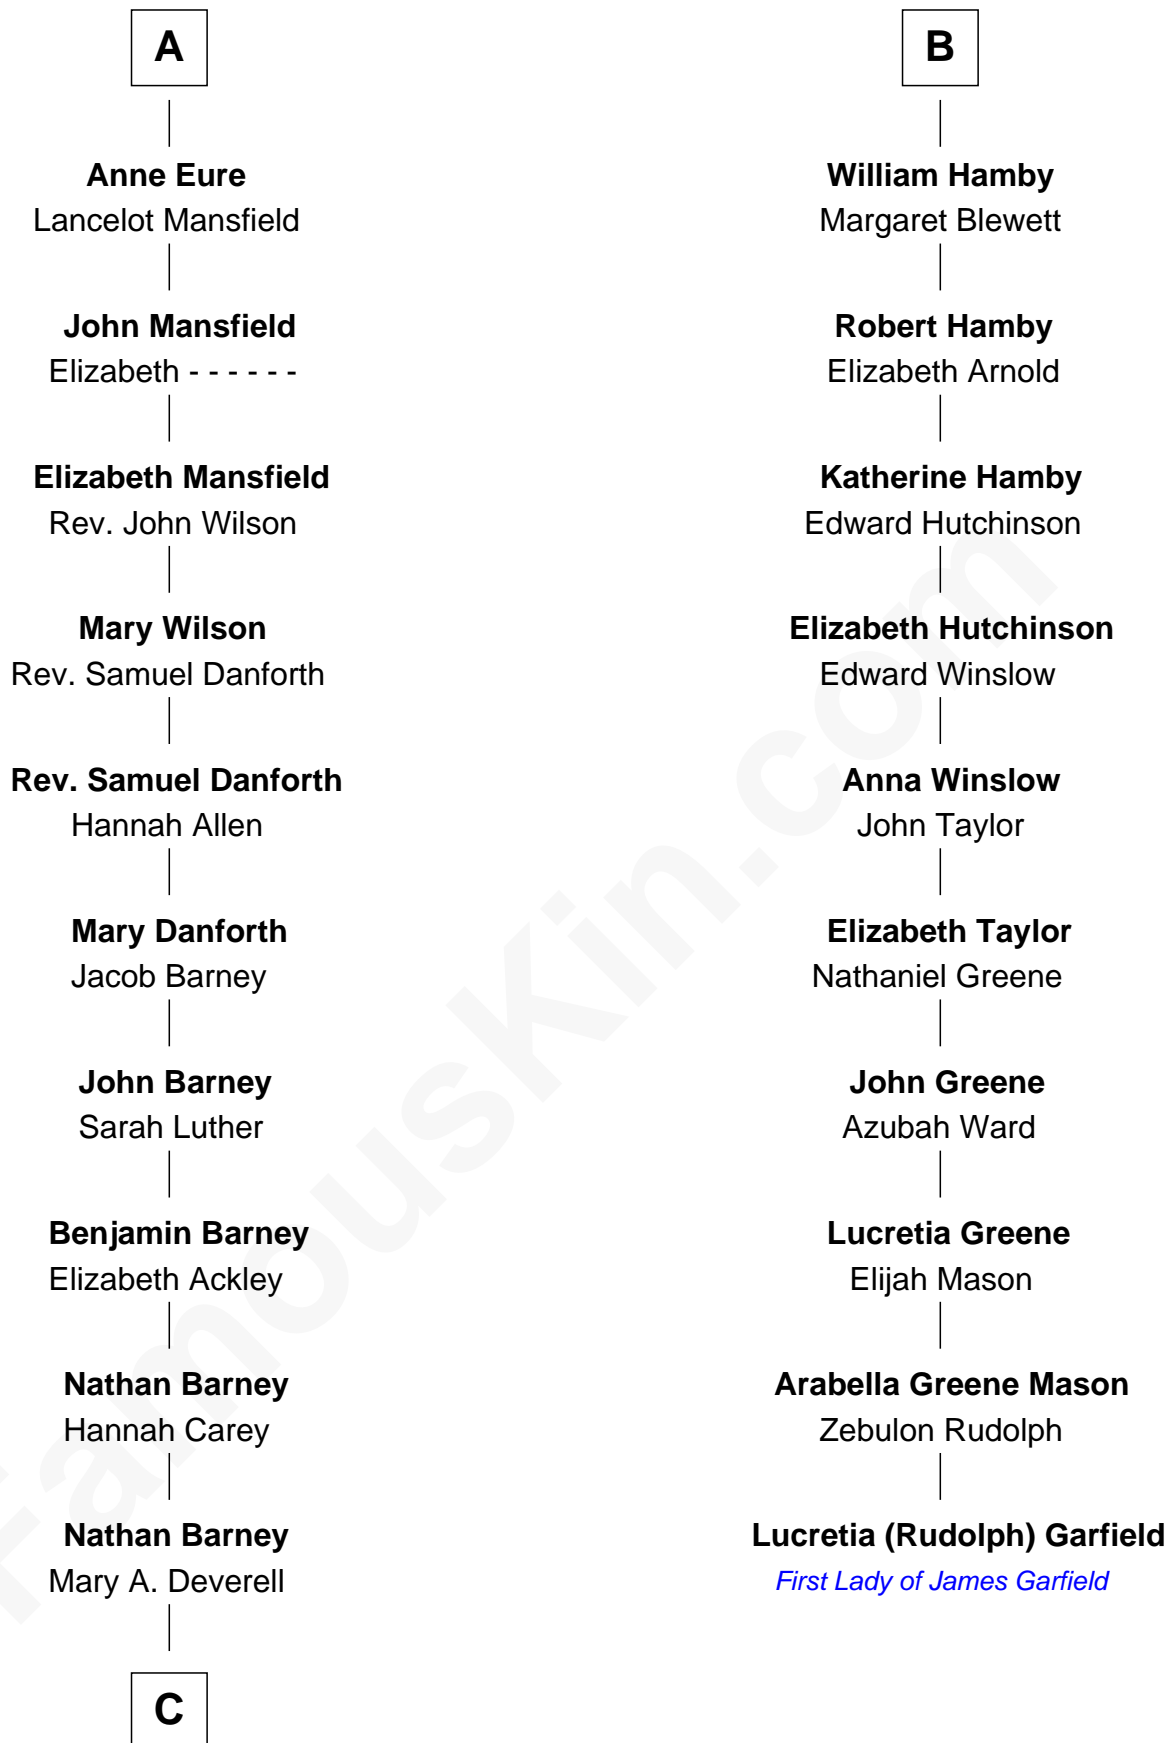 A
Anne Eure
Lancelot Mansfield
John Mansfield
Elizabeth - - - - - -
Elizabeth Mansfield
Rev. John Wilson
Mary Wilson
Rev. Samuel Danforth
Rev. Samuel Danforth
Hannah Allen
Mary Danforth
Jacob Barney
John Barney
Sarah Luther
Benjamin Barney
Elizabeth Ackley
Nathan Barney
Hannah Carey
Nathan Barney
Mary A. Deverell
C
B
William Hamby
Margaret Blewett
Robert Hamby
Elizabeth Arnold
Katherine Hamby
Edward Hutchinson
Elizabeth Hutchinson
Edward Winslow
Anna Winslow
John Taylor
Elizabeth Taylor
Nathaniel Greene
John Greene
Azubah Ward
Lucretia Greene
Elijah Mason
Arabella Greene Mason
Zebulon Rudolph
Lucretia (Rudolph) Garfield
First Lady of James Garfield
FamousKin.com